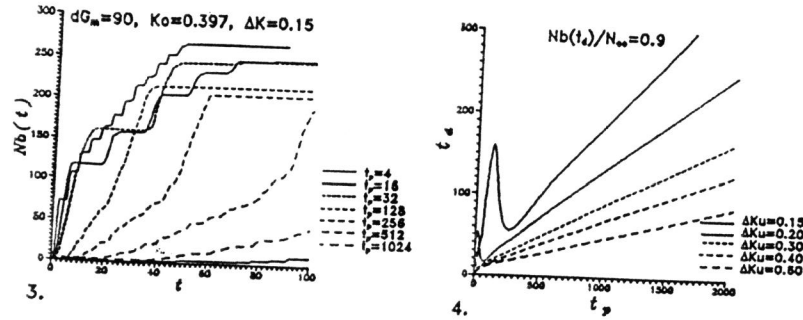 dG_m=90, Ko=0.397, ΔK=0.15
300
250
200
150
100
50
0
Nb(t)
0 20 40 60 80 100
t
t_p=4
t_p=16
t_p=32
t_p=128
t_p=256
t_p=512
t_p=1024
3.
Nb(t_d)/N_∞=0.9
300
200
100
0
t_d
0 500 1000 1500 2000
t_p
ΔKu=0.15
ΔKu=0.20
ΔKu=0.30
ΔKu=0.40
ΔKu=0.50
4.